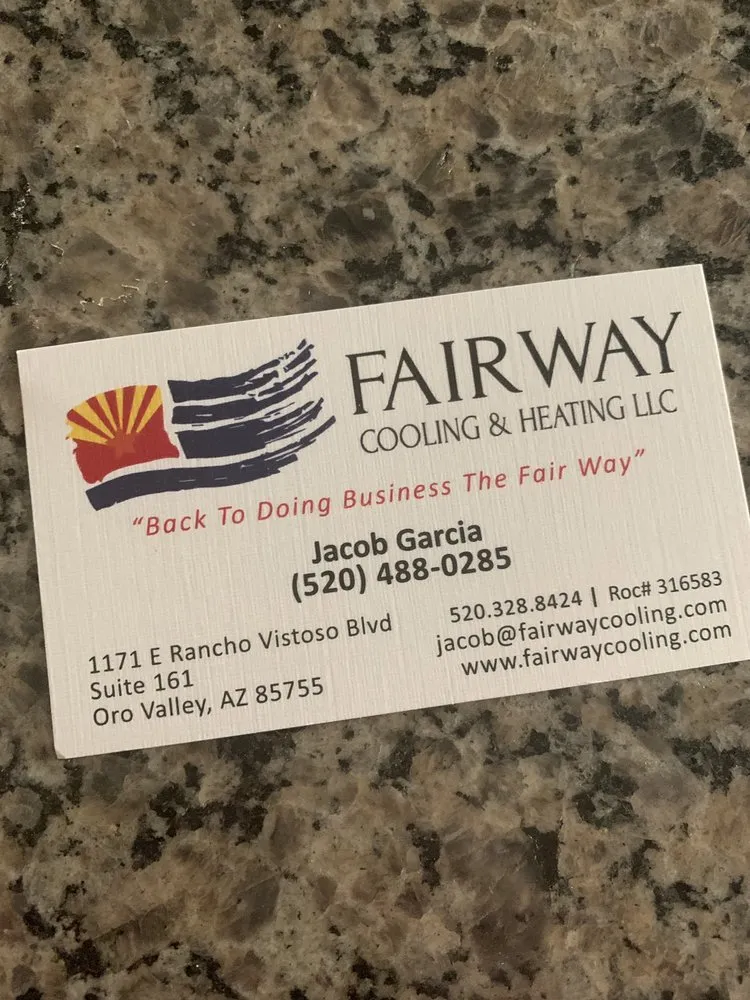 FAIRWAY
COOLING & HEATING LLC
“Back To Doing Business The Fair Way”
Jacob Garcia
(520) 488-0285
1171 E Rancho Vistoso Blvd
Suite 161
Oro Valley, AZ 85755
520.328.8424 | Roc# 316583
jacob@fairwaycooling.com
www.fairwaycooling.com